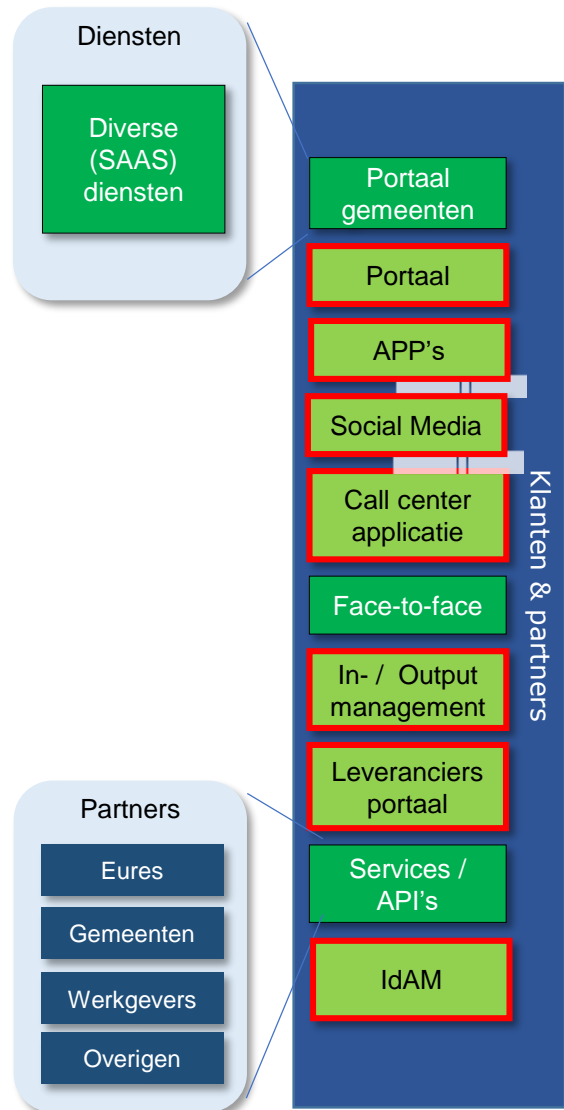 Diensten
Diverse
(SAAS)
diensten
Portaal
gemeenten
Portaal
APP's
Social Media
Call center
applicatie
Face-to-face
In- / Output
management
Leveranciers
portaal
Services /
API's
IdAM
Klanten & partners
Partners
Eures
Gemeenten
Werkgevers
Overigen